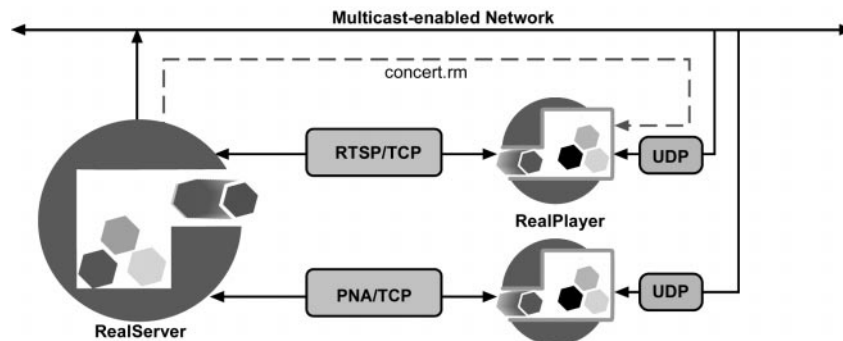 Multicast-enabled Network
concert.rm
RTSP/TCP
UDP
RealPlayer
PNA/TCP
UDP
RealServer